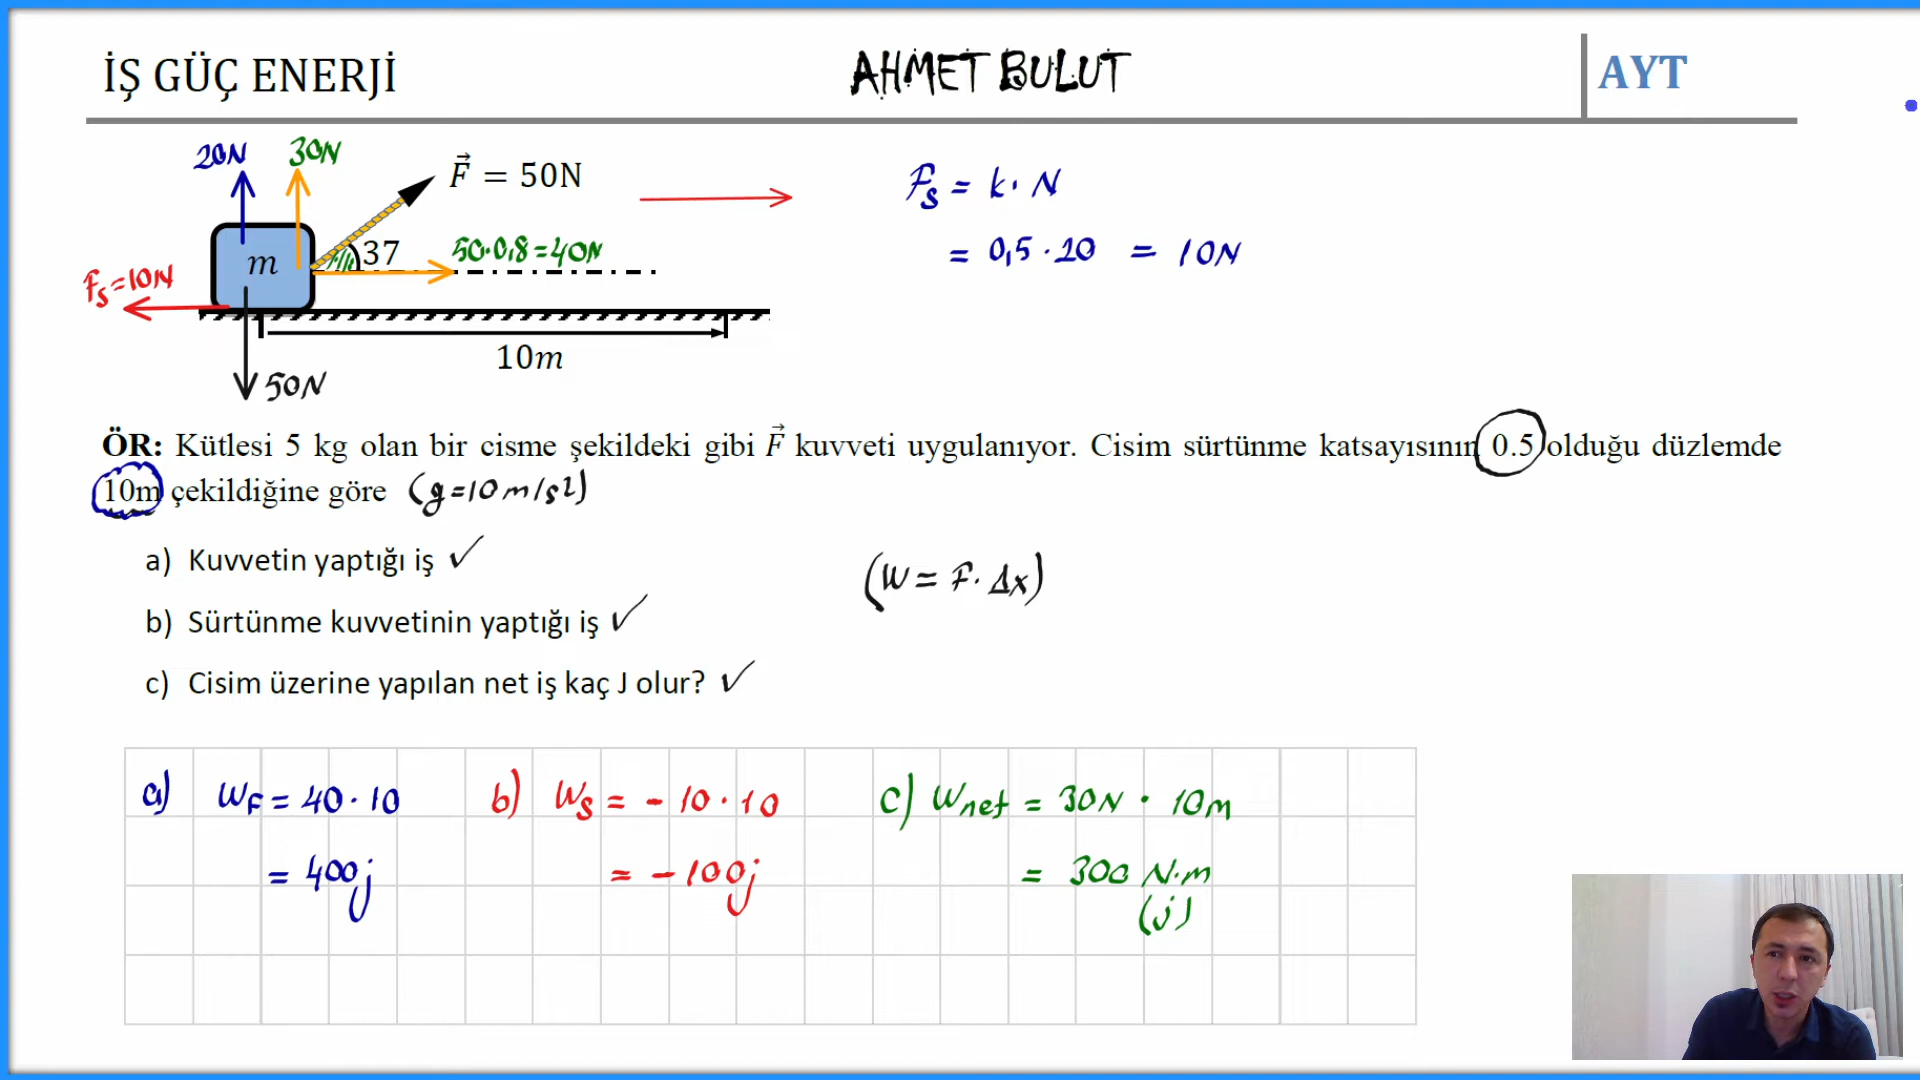 İŞ GÜÇ ENERJİ
AHMET BULUT
AYT
20N
30N
F = 50N
Fs = k. N
= 0,5 . 20 = 10N
m
37
50.0,8=40N
Fs=10N
10m
50N
ÖR: Kütlesi 5 kg olan bir cisme şekildeki gibi F kuvveti uygulanıyor. Cisim sürtünme katsayısının 0.5 olduğu düzlemde
10m çekildiğine göre (g=10m/s²)
a) Kuvvetin yaptığı iş ✓
(W = F. Δx)
b) Sürtünme kuvvetinin yaptığı iş ✓
c) Cisim üzerine yapılan net iş kaç J olur? ✓
a) WF = 40 . 10
= 400j
b) Ws = - 10 . 10
= - 100j
c) Wnet = 30N . 10m
= 300 N.m
(j)